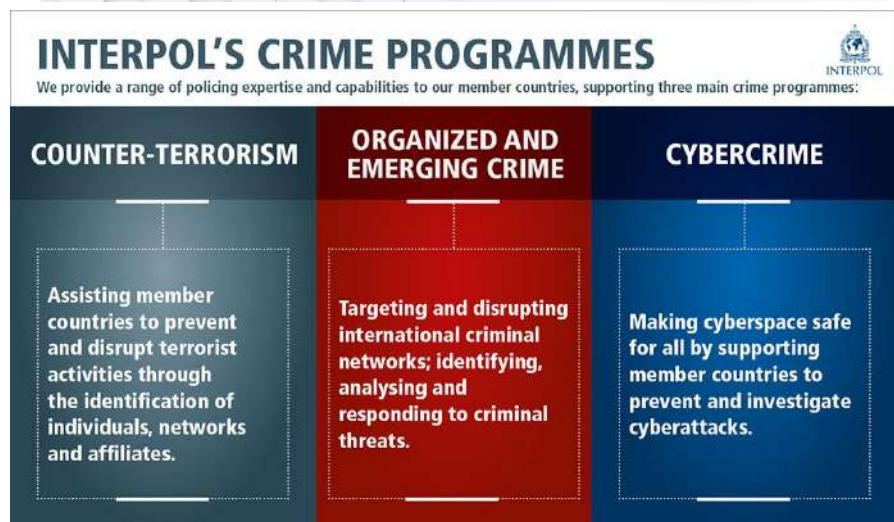 INTERPOL'S CRIME PROGRAMMES
INTERPOL
We provide a range of policing expertise and capabilities to our member countries, supporting three main crime programmes:
COUNTER-TERRORISM
Assisting member
countries to prevent
and disrupt terrorist
activities through
the identification of
individuals, networks
and affiliates.
ORGANIZED AND
EMERGING CRIME
Targeting and disrupting
international criminal
networks; identifying,
analysing and
responding to criminal
threats.
CYBERCRIME
Making cyberspace safe
for all by supporting
member countries to
prevent and investigate
cyberattacks.